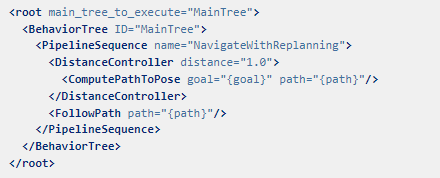 <root main_tree_to_execute="MainTree">
<BehaviorTree ID="MainTree">
<PipelineSequence name="NavigateWithReplanning">
<DistanceController distance="1.0">
<ComputePathToPose goal="{goal}" path="{path}"/>
</DistanceController>
<FollowPath path="{path}"/>
</PipelineSequence>
</BehaviorTree>
</root>